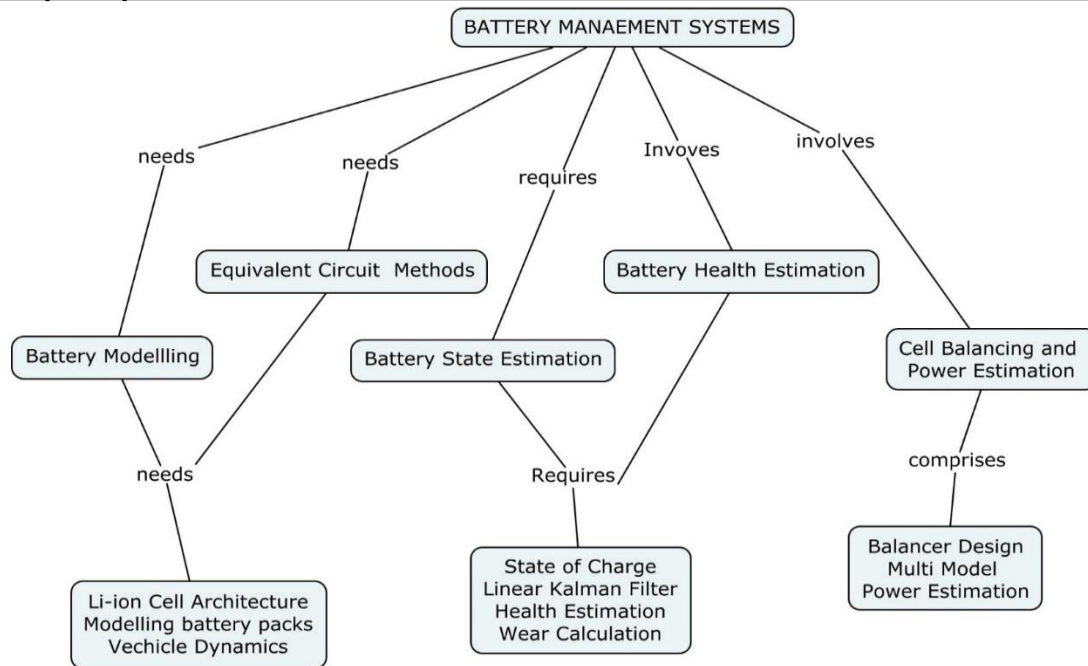 BATTERY MANAEMENT SYSTEMS
needs
needs
requires
Invoves
involves
Equivalent Circuit Methods
Battery Health Estimation
Battery Modellling
Battery State Estimation
Cell Balancing and
Power Estimation
needs
Requires
comprises
Li-ion Cell Architecture
Modelling battery packs
Vechicle Dynamics
State of Charge
Linear Kalman Filter
Health Estimation
Wear Calculation
Balancer Design
Multi Model
Power Estimation